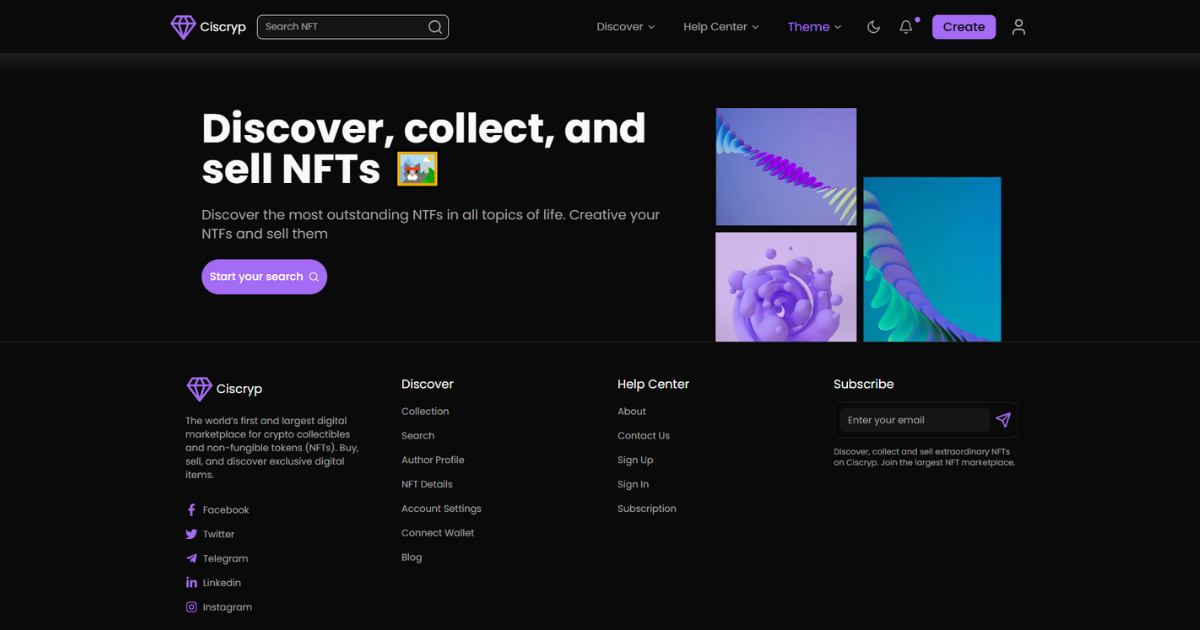 Ciscryp
Search NFT
Discover
Help Center
Theme
Create
Discover, collect, and
sell NFTs
Discover the most outstanding NTFs in all topics of life. Creative your
NTFs and sell them
Start your search
Ciscryp
The world's first and largest digital
marketplace for crypto collectibles
and non-fungible tokens (NFTs). Buy,
sell, and discover exclusive digital
items.
Facebook
Twitter
Telegram
Linkedin
Instagram
Discover
Collection
Search
Author Profile
NFT Details
Account Settings
Connect Wallet
Blog
Help Center
About
Contact Us
Sign Up
Sign In
Subscription
Subscribe
Enter your email
Discover, collect and sell extraordinary NFTs
on Ciscryp. Join the largest NFT marketplace.